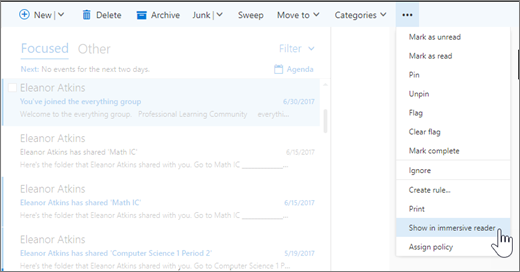 New | Delete Archive Junk | Sweep Move to Categories
Focused Other Filter
Next: No events for the next two days. Agenda
Eleanor Atkins
You've joined the everything group 6/30/2017
Welcome to the everything group. Professional Learning Community everythi...
Eleanor Atkins
Eleanor Atkins has shared 'Math IC' 6/15/2017
Here's the folder that Eleanor Atkins shared with you. Go to Math IC ...
Eleanor Atkins
Eleanor Atkins has shared 'Math IC' 6/15/2017
Here's the folder that Eleanor Atkins shared with you. Go to Math IC ...
Eleanor Atkins
Eleanor Atkins has shared 'Computer Science 1 Period 2' 5/19/2017
Here's the folder that Eleanor Atkins shared with you. Go to Computer Science 1
Mark as unread
Mark as read
Pin
Unpin
Flag
Clear flag
Mark complete
Ignore
Create rule...
Print
Show in immersive reader
Assign policy